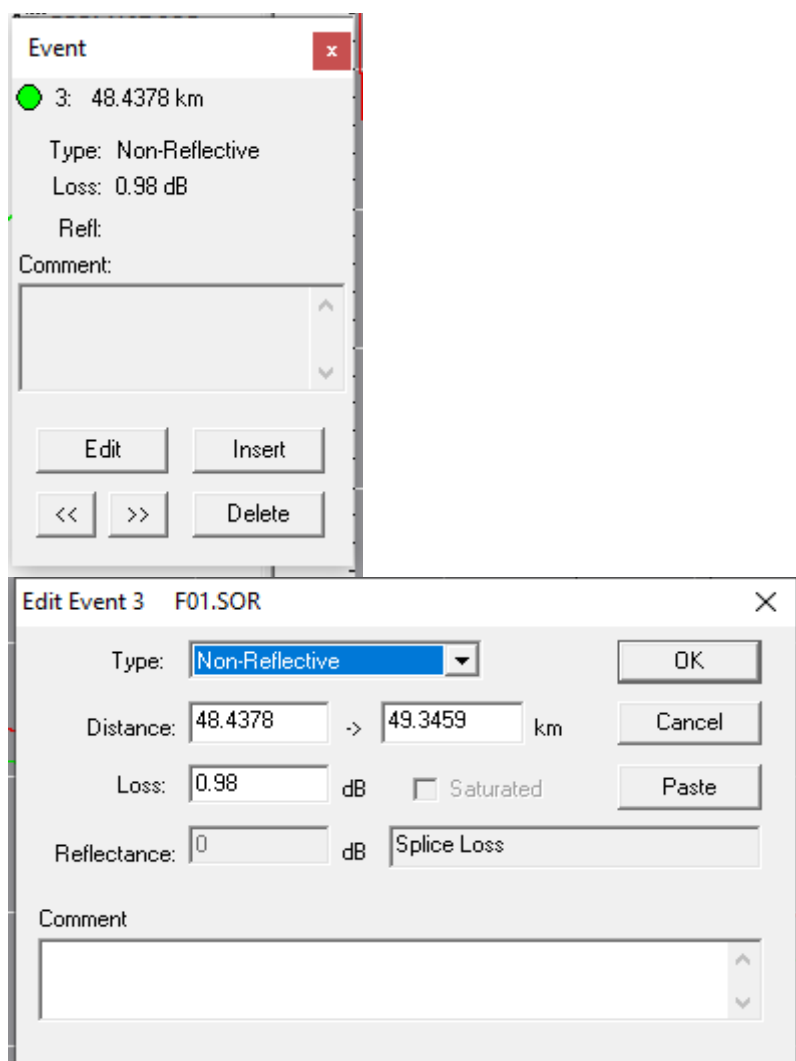 Event
x
3: 48.4378 km
Type: Non-Reflective
Loss: 0.98 dB
Refl:
Comment:
Edit Insert
<< >> Delete
Edit Event 3 F01.SOR
Type: Non-Reflective OK
Distance: 48.4378 -> 49.3459 km Cancel
Loss: 0.98 dB Saturated Paste
Reflectance: 0 dB Splice Loss
Comment